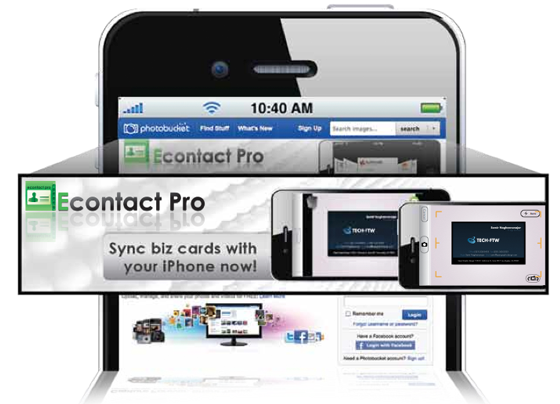 10:40 AM
photobucket Find Stuff What's New Sign Up Search images... search
Econtact Pro
Econtact Pro
Sync biz cards with
your iPhone now!
TECH-FTW
TECH-FTW
Upload, manage, and share your photos and videos for FREE! Learn More
Remember me Login
Forgot username or password?
Have a Facebook account?
Login with Facebook
Need a Photobucket account? Sign up!